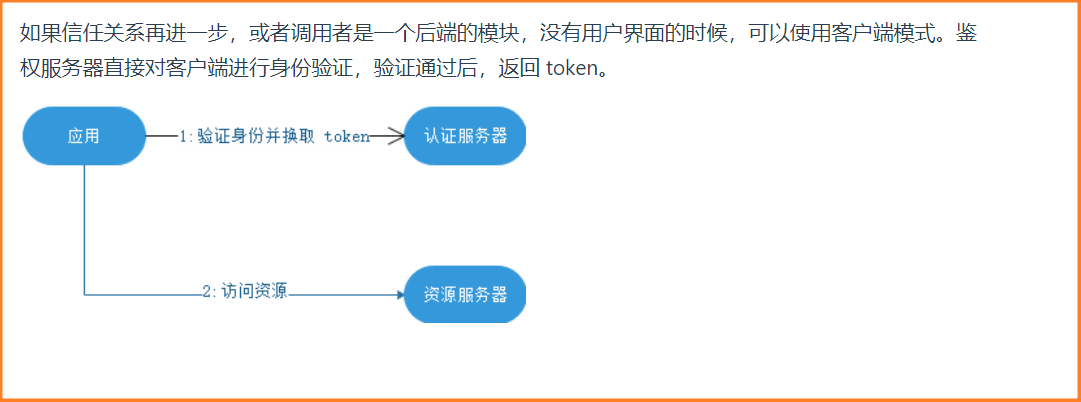 如果信任关系再进一步，或者调用者是一个后端的模块，没有用户界面的时候，可以使用客户端模式。鉴
权服务器直接对客户端进行身份验证，验证通过后，返回 token。
应用
1:验证身份并换取 token
认证服务器
2:访问资源
资源服务器